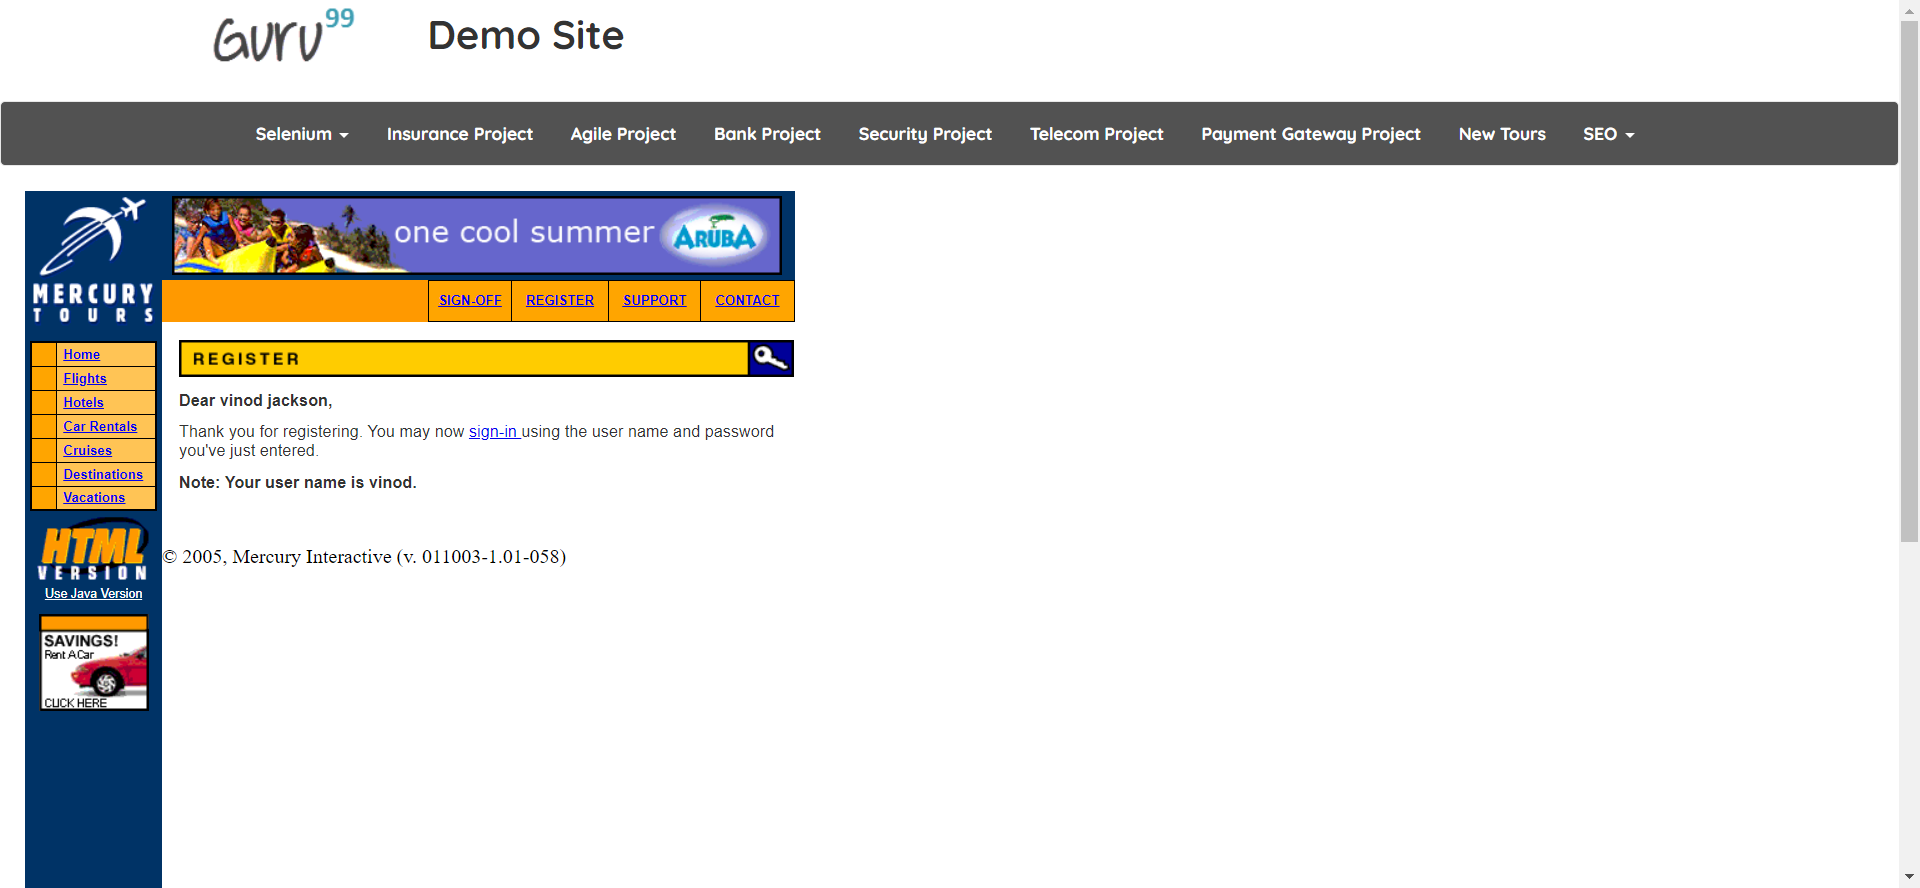 Guru99
Demo Site
Selenium
Insurance Project
Agile Project
Bank Project
Security Project
Telecom Project
Payment Gateway Project
New Tours
SEO
MERCURY
TOURS
one cool summer
ARUBA
SIGN-OFF
REGISTER
SUPPORT
CONTACT
Home
Flights
Hotels
Car Rentals
Cruises
Destinations
Vacations
HTML
VERSION
Use Java Version
SAVINGS!
Rent A Car
CLICK HERE
REGISTER
Dear vinod jackson,
Thank you for registering. You may now sign-in using the user name and password
you've just entered.
Note: Your user name is vinod.
© 2005, Mercury Interactive (v. 011003-1.01-058)